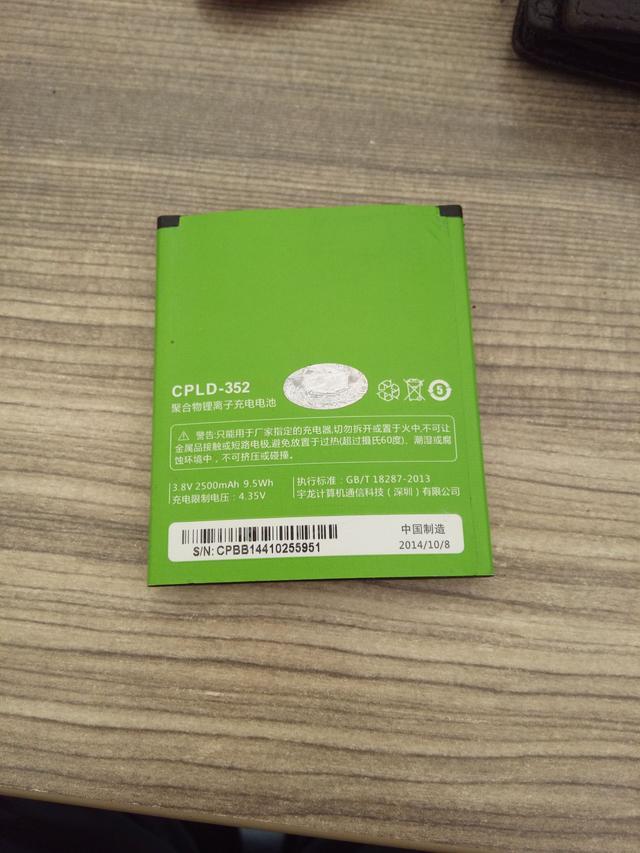 CPLD-352
聚合物锂离子充电电池
5
警告:只能用于厂家指定的充电器,切勿拆开或置于火中,不可让
金属品接触或短路电极,避免放置于过热(超过摄氏60度)、潮湿或腐
蚀环境中，不可挤压或碰撞。
3.8V 2500mAh 9.5Wh
充电限制电压：4.35V
执行标准：GB/T 18287-2013
宇龙计算机通信科技（深圳）有限公司
S/N: CPBB14410255951
中国制造
2014/10/8